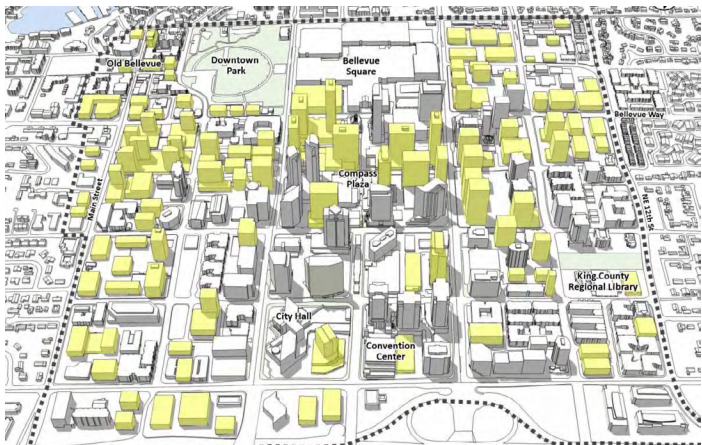 Old Bellevue
Downtown
Park
Bellevue
Square
Bellevue Way
Compass
Plaza
Main Street
NE 12th St
King County
Regional Library
City Hall
Convention
Center